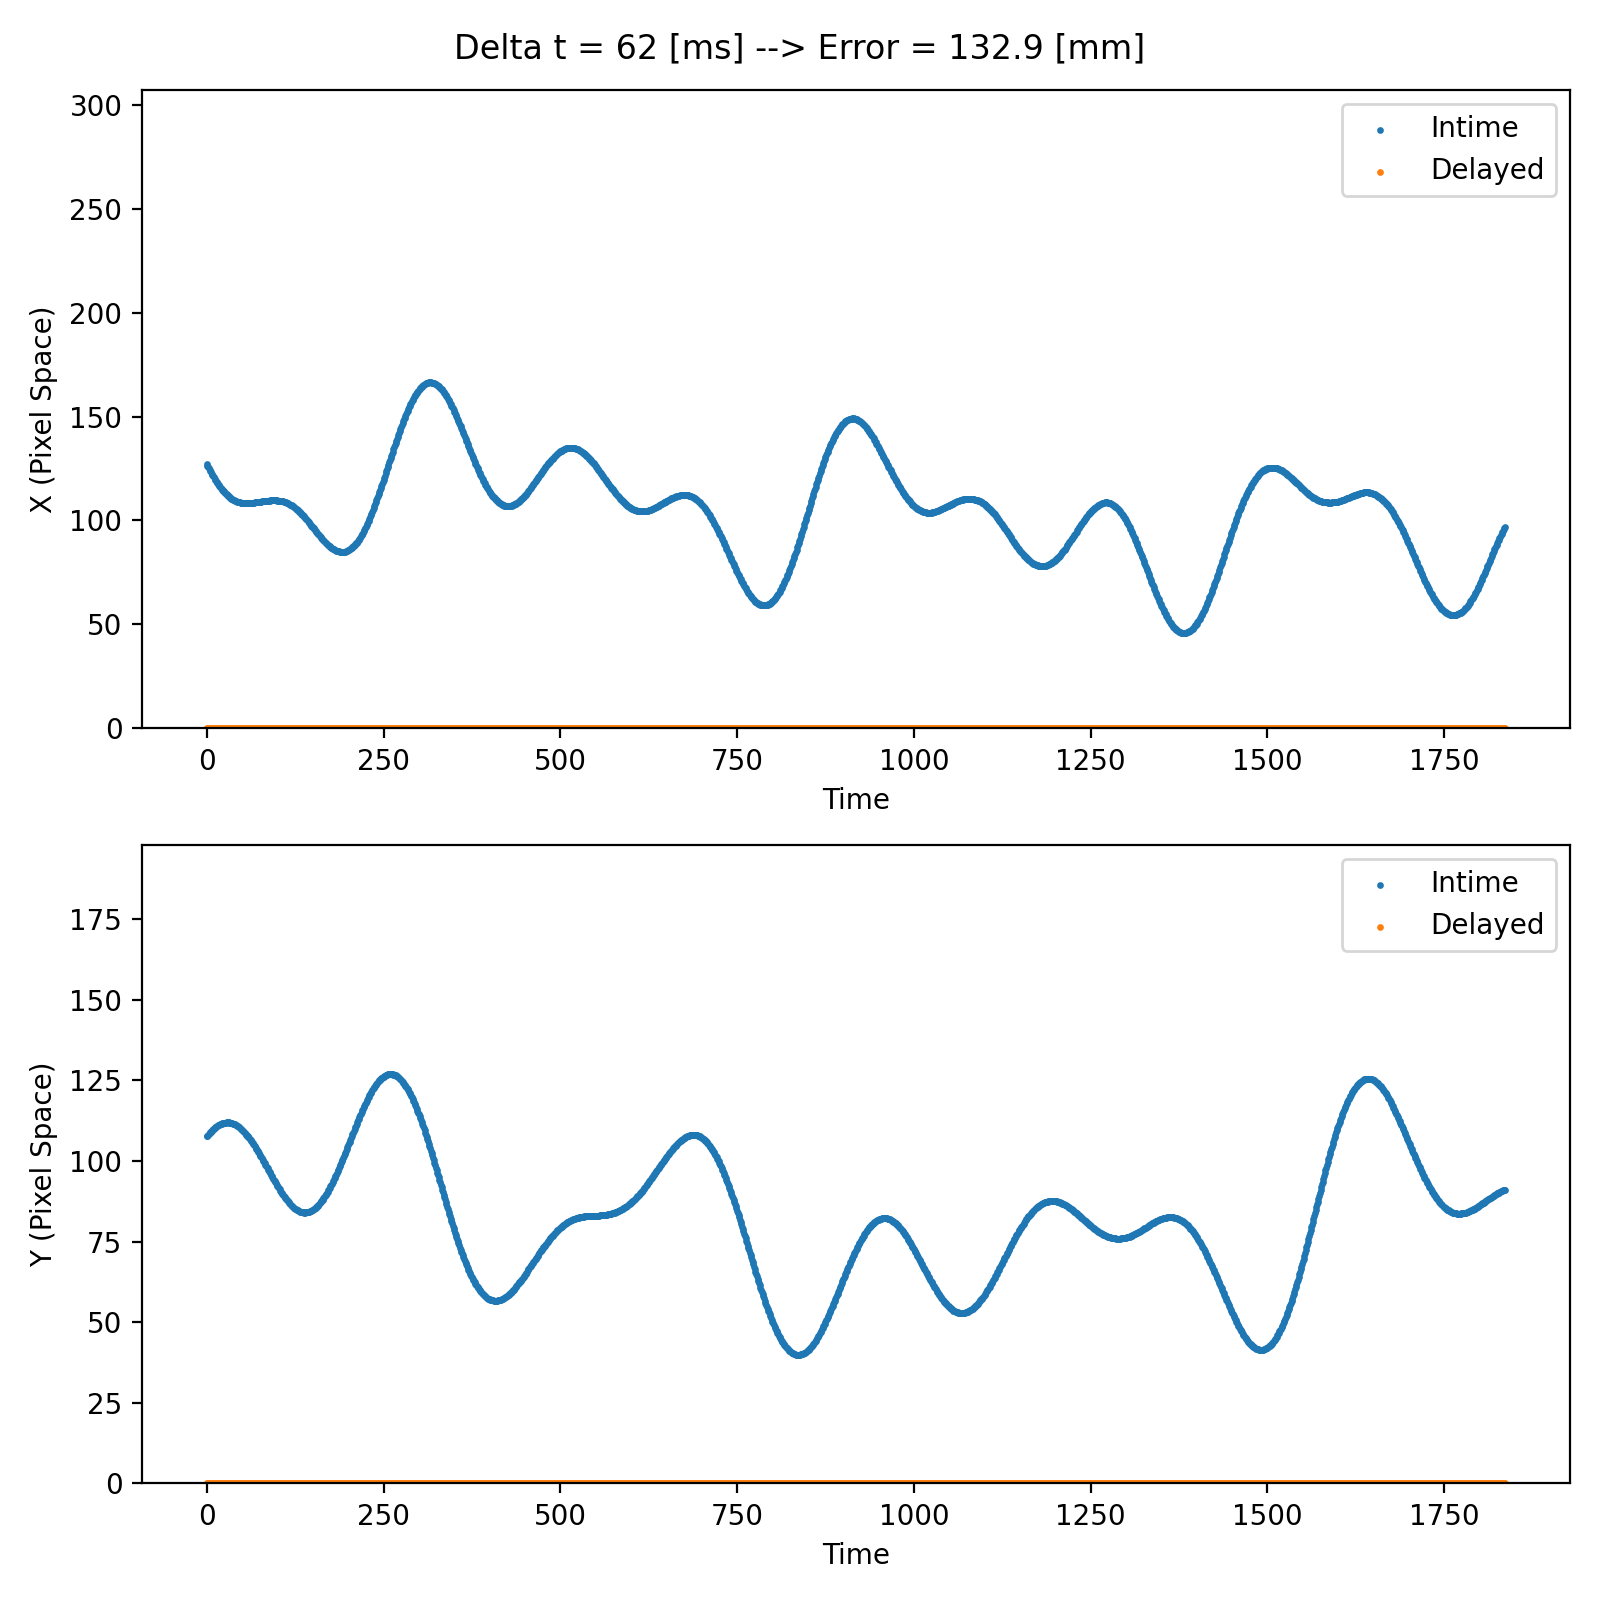 Delta t = 62 [ms] --> Error = 132.9 [mm]
300
250
200
150
100
50
0
X (Pixel Space)
Intime
Delayed
0 250 500 750 1000 1250 1500 1750
Time
175
150
125
100
75
50
25
0
Y (Pixel Space)
Intime
Delayed
0 250 500 750 1000 1250 1500 1750
Time